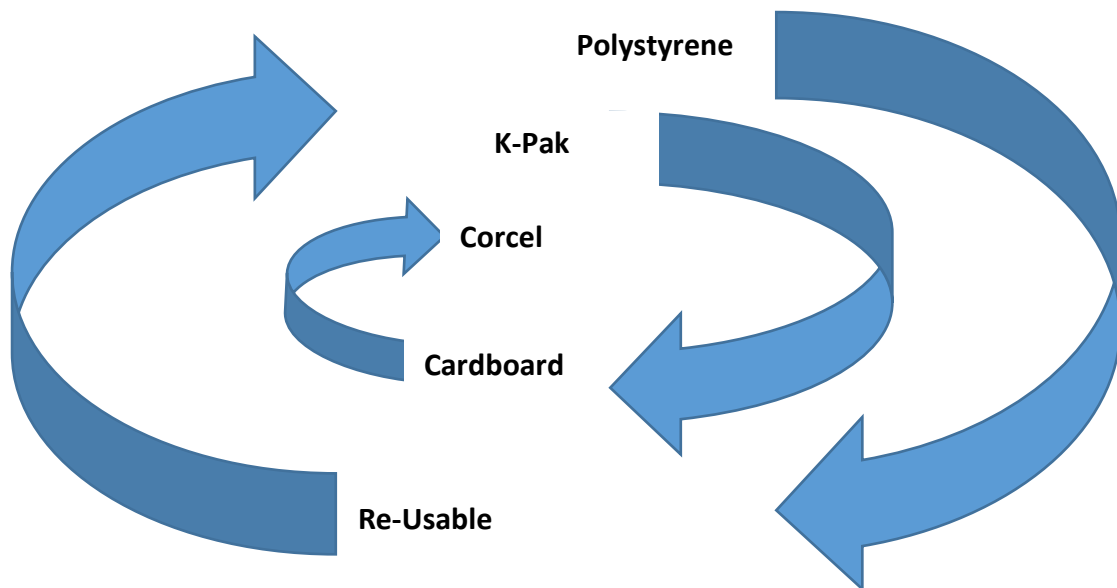 Polystyrene
K-Pak
Corcel
Cardboard
Re-Usable